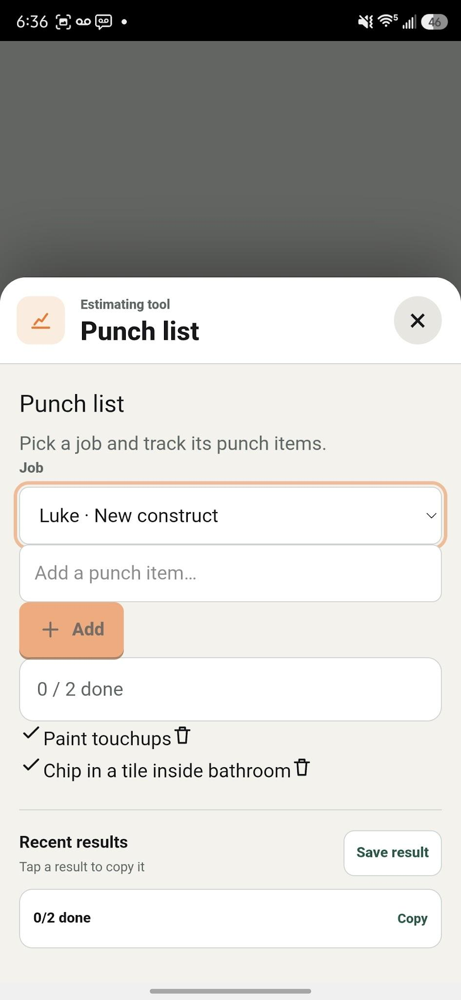 6:36
5
46
Estimating tool
Punch list
Punch list
Pick a job and track its punch items.
Job
Luke · New construct
Add a punch item...
Add
0 / 2 done
Paint touchups
Chip in a tile inside bathroom
Recent results
Save result
Tap a result to copy it
0/2 done
Copy